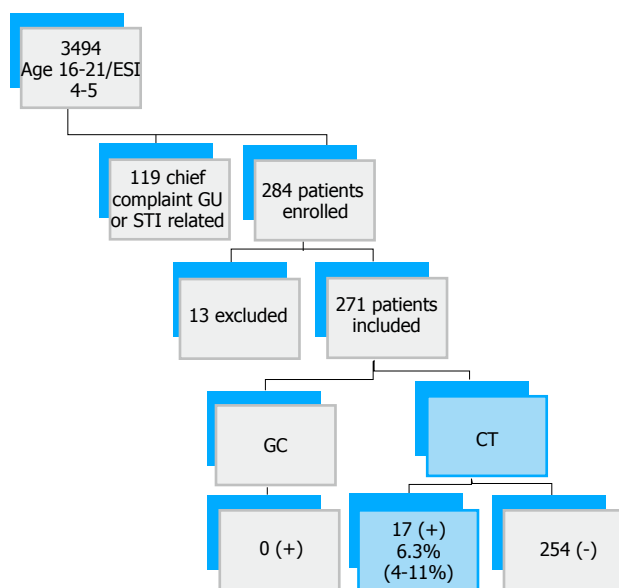 3494
Age 16-21/ESI
4-5
119 chief
complaint GU
or STI related
284 patients
enrolled
13 excluded
271 patients
included
GC
CT
0 (+)
17 (+)
6.3%
(4-11%)
254 (-)